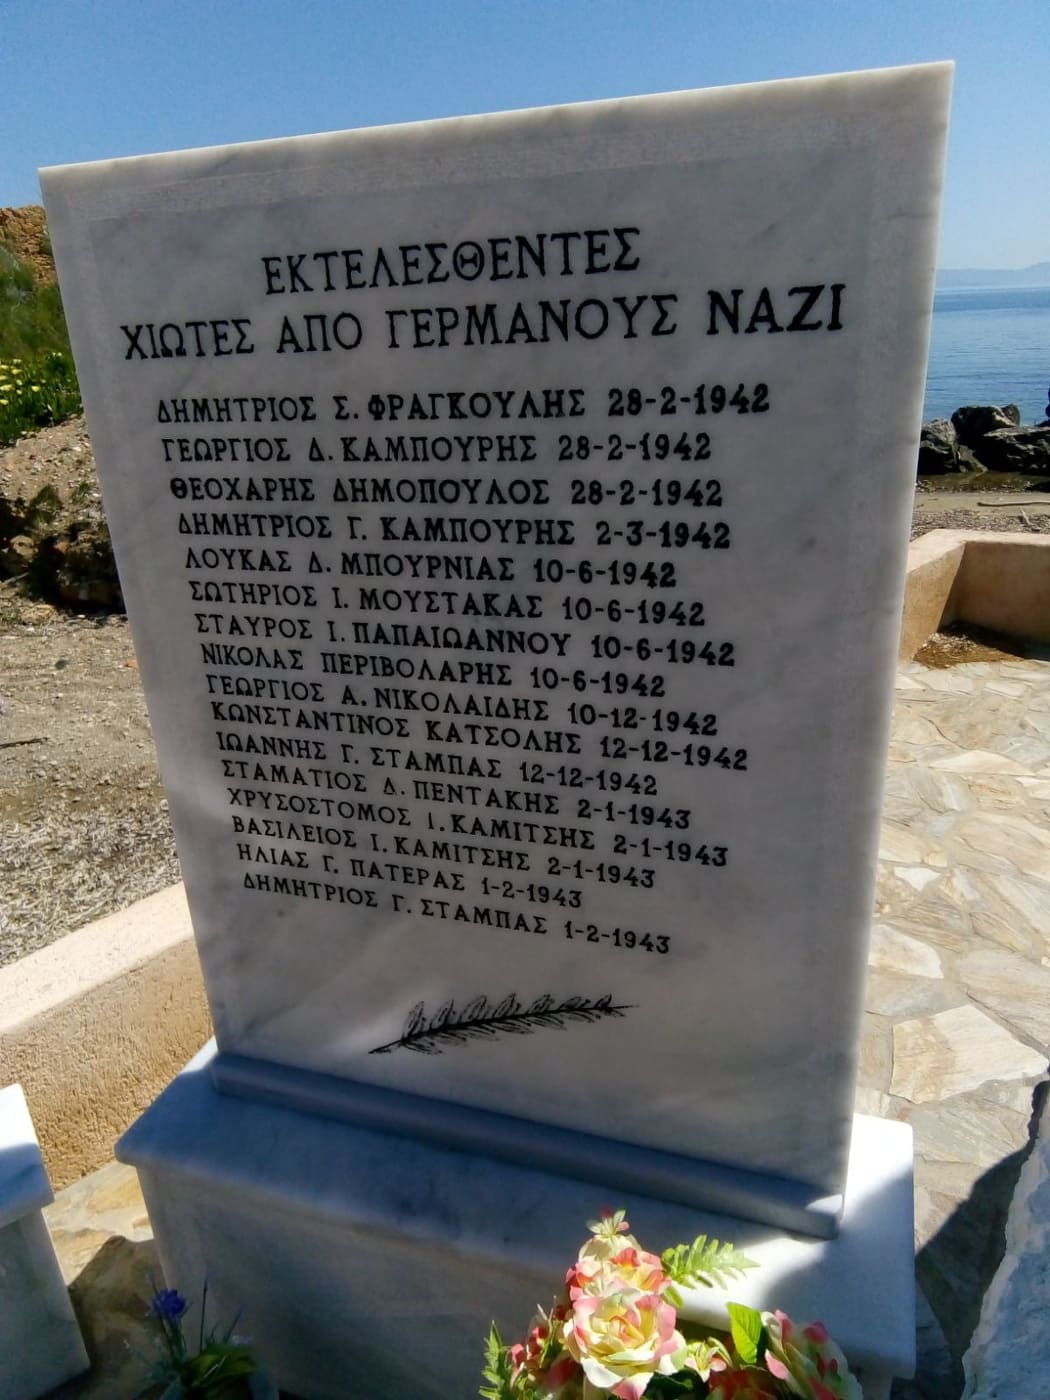 ΕΚΤΕΛΕΣΘΕΝΤΕΣ
ΧΙΩΤΕΣ ΑΠΟ ΓΕΡΜΑΝΟΥΣ ΝΑΖΙ
ΔΗΜΗΤΡΙΟΣ Σ. ΦΡΑΓΚΟΥΛΗΣ 28-2-1942
ΓΕΩΡΓΙΟΣ Δ. ΚΑΜΠΟΥΡΗΣ 28-2-1942
ΘΕΟΧΑΡΗΣ ΔΗΜΟΠΟΥΛΟΣ 28-2-1942
ΔΗΜΗΤΡΙΟΣ Γ. ΚΑΜΠΟΥΡΗΣ 2-3-1942
ΛΟΥΚΑΣ Δ. ΜΠΟΥΡΝΙΑΣ 10-6-1942
ΣΩΤΗΡΙΟΣ Ι. ΜΟΥΣΤΑΚΑΣ 10-6-1942
ΣΤΑΥΡΟΣ Ι. ΠΑΠΑΙΩΑΝΝΟΥ 10-6-1942
ΝΙΚΟΛΑΣ ΠΕΡΙΒΟΛΑΡΗΣ 10-6-1942
ΓΕΩΡΓΙΟΣ Α. ΝΙΚΟΛΑΙΔΗΣ 10-12-1942
ΚΩΝΣΤΑΝΤΙΝΟΣ ΚΑΤΣΟΛΗΣ 12-12-1942
ΙΩΑΝΝΗΣ Γ. ΣΤΑΜΠΑΣ 12-12-1942
ΣΤΑΜΑΤΙΟΣ Δ. ΠΕΝΤΑΚΗΣ 2-1-1943
ΧΡΥΣΟΣΤΟΜΟΣ Ι. ΚΑΜΙΤΣΗΣ 2-1-1943
ΒΑΣΙΛΕΙΟΣ Ι. ΚΑΜΙΤΣΗΣ 2-1-1943
ΗΛΙΑΣ Γ. ΠΑΤΕΡΑΣ 1-2-1943
ΔΗΜΗΤΡΙΟΣ Γ. ΣΤΑΜΠΑΣ 1-2-1943